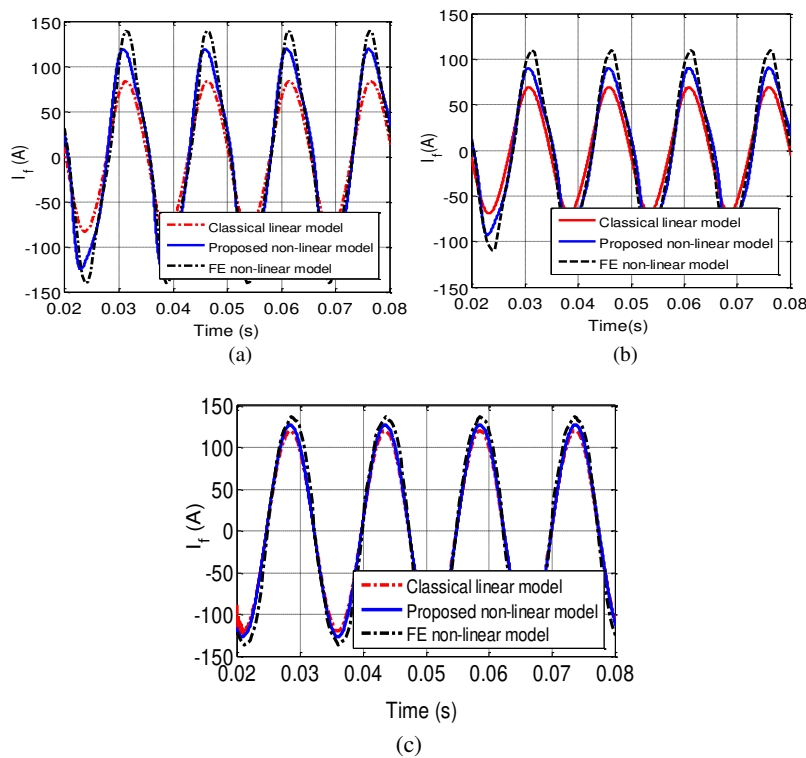 150
100
50
0
-50
-100
-150
0.02 0.03 0.04 0.05 0.06 0.07 0.08
I_f (A)
Time (s)
Classical linear model
Proposed non-linear model
FE non-linear model
(a)
150
100
50
0
-50
-100
-150
0.02 0.03 0.04 0.05 0.06 0.07 0.08
I_f(A)
Time(s)
Classical linear model
Proposed non-linear model
FE non-linear model
(b)
150
100
50
0
-50
-100
-150
0.02 0.03 0.04 0.05 0.06 0.07 0.08
I_f (A)
Time (s)
Classical linear model
Proposed non-linear model
FE non-linear model
(c)